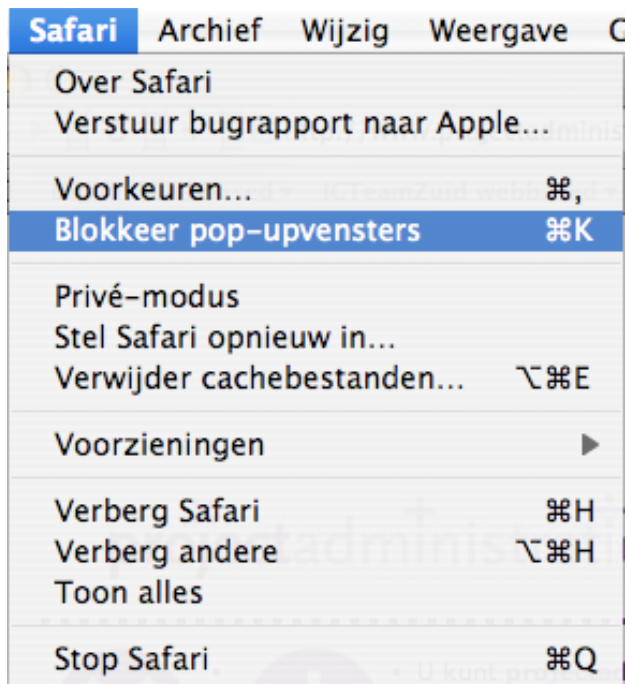 Safari Archief Wijzig Weergave
Over Safari
Verstuur bugrapport naar Apple...
Voorkeuren... ⌘,
Blokkeer pop-upvensters ⌘K
Privé-modus
Stel Safari opnieuw in...
Verwijder cachebestanden... ⌥⌘E
Voorzieningen ▶
Verberg Safari ⌘H
Verberg andere ⌥⌘H
Toon alles
Stop Safari ⌘Q